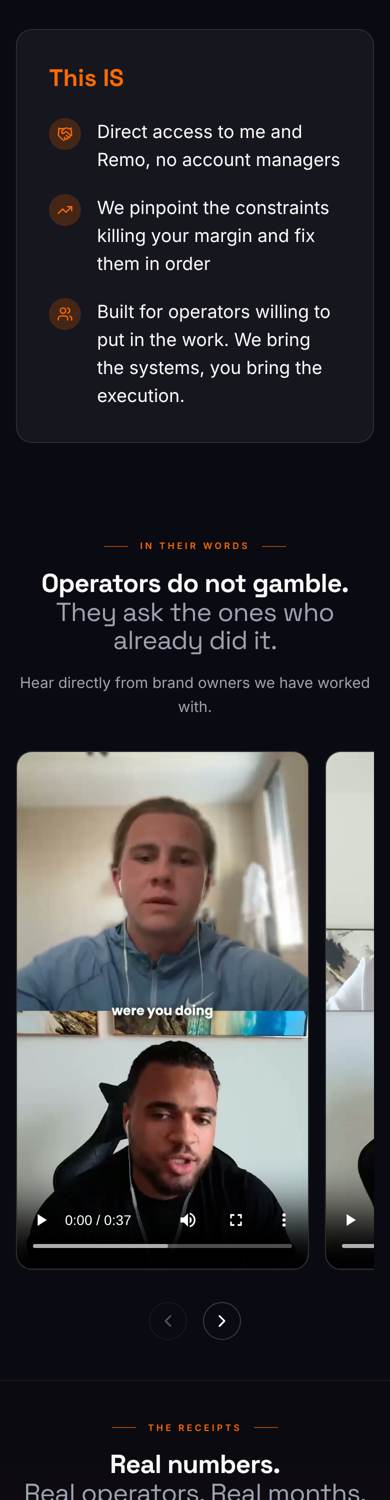 This IS
Direct access to me and
Remo, no account managers
We pinpoint the constraints
killing your margin and fix
them in order
Built for operators willing to
put in the work. We bring
the systems, you bring the
execution.
IN THEIR WORDS
Operators do not gamble.
They ask the ones who
already did it.
Hear directly from brand owners we have worked
with.
were you doing
0:00 / 0:37
THE RECEIPTS
Real numbers.
Real operators. Real months.